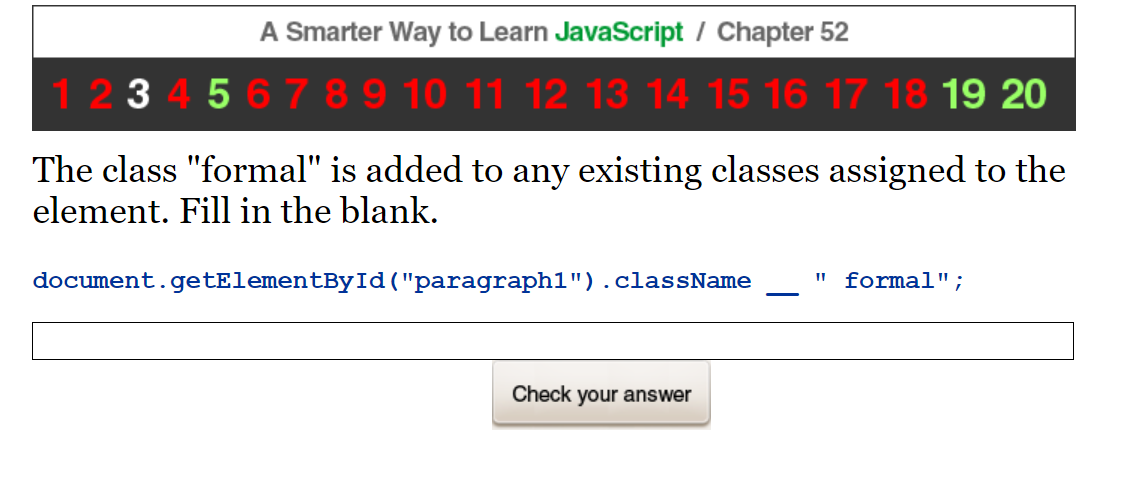 A Smarter Way to Learn JavaScript / Chapter 52
1 2 3 4 5 6 7 8 9 10 11 12 13 14 15 16 17 18 19 20
The class "formal" is added to any existing classes assigned to the
element. Fill in the blank.
document.getElementById("paragraph1").className __ " formal";
Check your answer